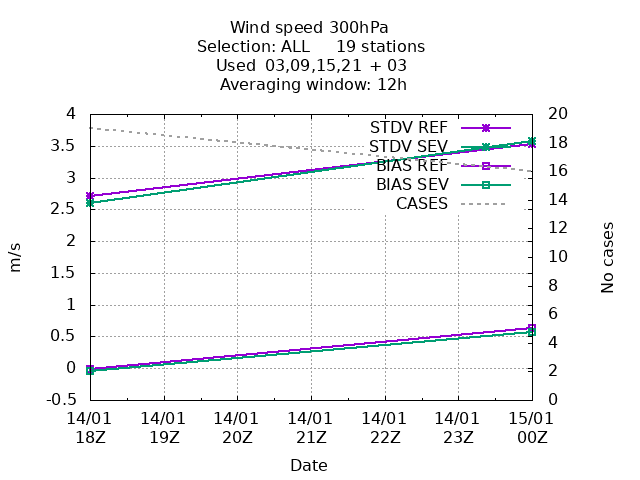 Wind speed 300hPa
Selection: ALL     19 stations
Used  03,09,15,21 + 03
Averaging window: 12h
4
3.5
3
2.5
2
1.5
1
0.5
0
-0.5
m/s
20
18
16
14
12
10
8
6
4
2
0
No cases
STDV REF
STDV SEV
BIAS REF
BIAS SEV
CASES
14/01 14/01 14/01 14/01 14/01 14/01 15/01
18Z 19Z 20Z 21Z 22Z 23Z 00Z
Date